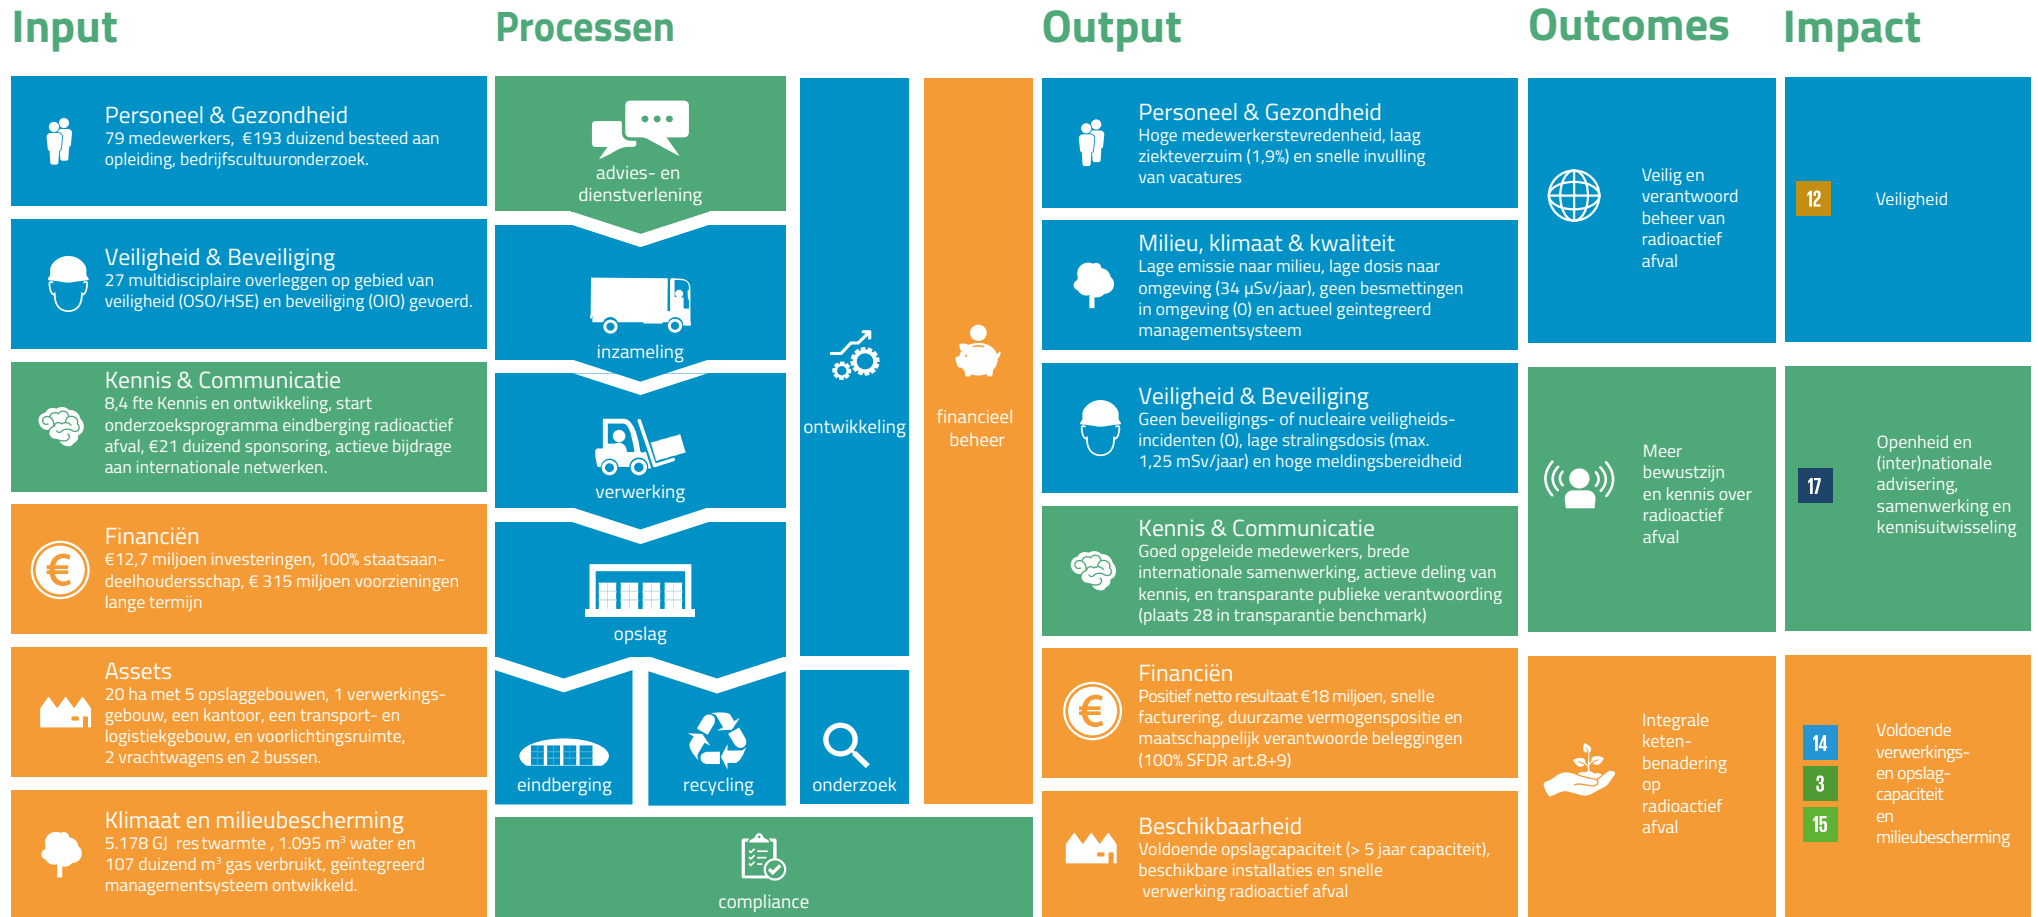 Input
Personeel & Gezondheid
79 medewerkers, €193 duizend besteed aan
opleiding, bedrijfscultuuronderzoek.
Veiligheid & Beveiliging
27 multidisciplaire overleggen op gebied van
veiligheid (OSO/HSE) en beveiliging (OIO) gevoerd.
Kennis & Communicatie
8,4 fte Kennis en ontwikkeling, start
onderzoeksprogramma eindberging radioactief
afval, €21 duizend sponsoring, actieve bijdrage
aan internationale netwerken.
Financiën
€12,7 miljoen investeringen, 100% staatsaan-
deelhoudersschap, € 315 miljoen voorzieningen
lange termijn
Assets
20 ha met 5 opslaggebouwen, 1 verwerkings-
gebouw, een kantoor, een transport- en
logistiekgebouw, en voorlichtingsruimte,
2 vrachtwagens en 2 bussen.
Klimaat en milieubescherming
5.178 GJ restwarmte , 1.095 m³ water en
107 duizend m³ gas verbruikt, geïntegreerd
managementsysteem ontwikkeld.
Processen
advies- en
dienstverlening
inzameling
verwerking
opslag
eindberging
recycling
ontwikkeling
onderzoek
financieel
beheer
compliance
Output
Personeel & Gezondheid
Hoge medewerkerstevredenheid, laag
ziekteverzuim (1,9%) en snelle invulling
van vacatures
Milieu, klimaat & kwaliteit
Lage emissie naar milieu, lage dosis naar
omgeving (34 µSv/jaar), geen besmettingen
in omgeving (0) en actueel geintegreerd
managementsysteem
Veiligheid & Beveiliging
Geen beveiligings- of nucleaire veiligheids-
incidenten (0), lage stralingsdosis (max.
1,25 mSv/jaar) en hoge meldingsbereidheid
Kennis & Communicatie
Goed opgeleide medewerkers, brede
internationale samenwerking, actieve deling van
kennis, en transparante publieke verantwoording
(plaats 28 in transparantie benchmark)
Financiën
Positief netto resultaat €18 miljoen, snelle
facturering, duurzame vermogenspositie en
maatschappelijk verantwoorde beleggingen
(100% SFDR art.8+9)
Beschikbaarheid
Voldoende opslagcapaciteit (> 5 jaar capaciteit),
beschikbare installaties en snelle
verwerking radioactief afval
Outcomes
Veilig en
verantwoord
beheer van
radioactief
afval
Meer
bewustzijn
en kennis over
radioactief
afval
Integrale
keten-
benadering
op
radioactief
afval
Impact
12
Veiligheid
17
Openheid en
(inter)nationale
advisering,
samenwerking en
kennisuitwisseling
14
3
15
Voldoende
verwerkings-
en opslag-
capaciteit
en
milieubescherming